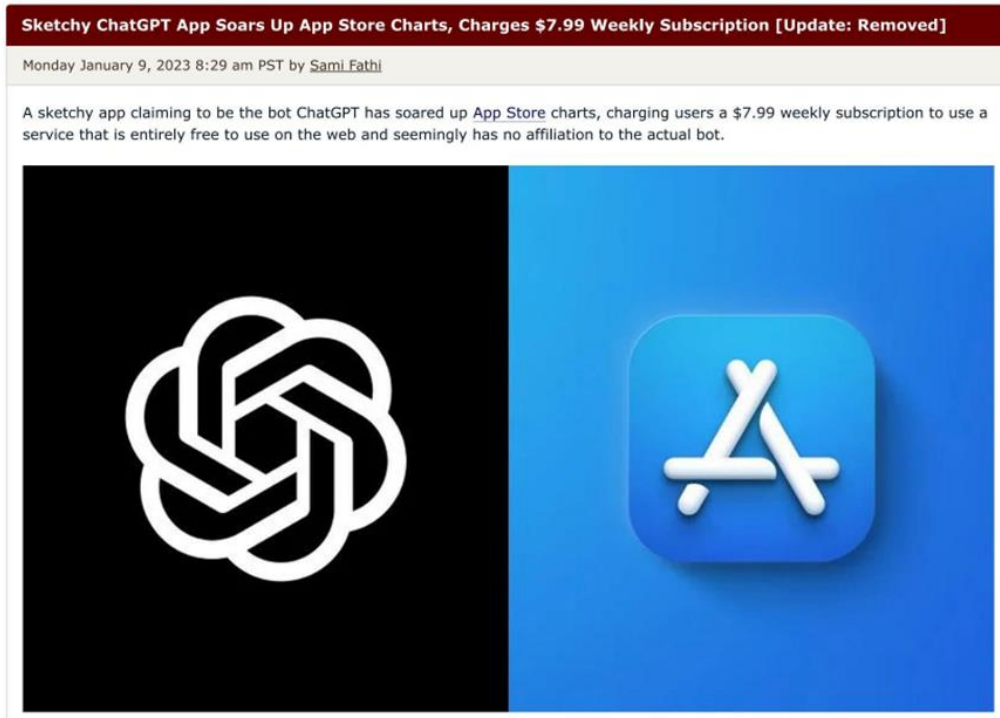 Sketchy ChatGPT App Soars Up App Store Charts, Charges $7.99 Weekly Subscription [Update: Removed]
Monday January 9, 2023 8:29 am PST by Sami Fathi
A sketchy app claiming to be the bot ChatGPT has soared up App Store charts, charging users a $7.99 weekly subscription to use a
service that is entirely free to use on the web and seemingly has no affiliation to the actual bot.